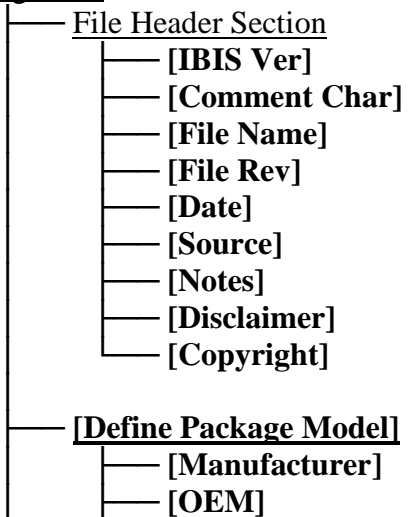 File Header Section
[IBIS Ver]
[Comment Char]
[File Name]
[File Rev]
[Date]
[Source]
[Notes]
[Disclaimer]
[Copyright]
[Define Package Model]
[Manufacturer]
[OEM]